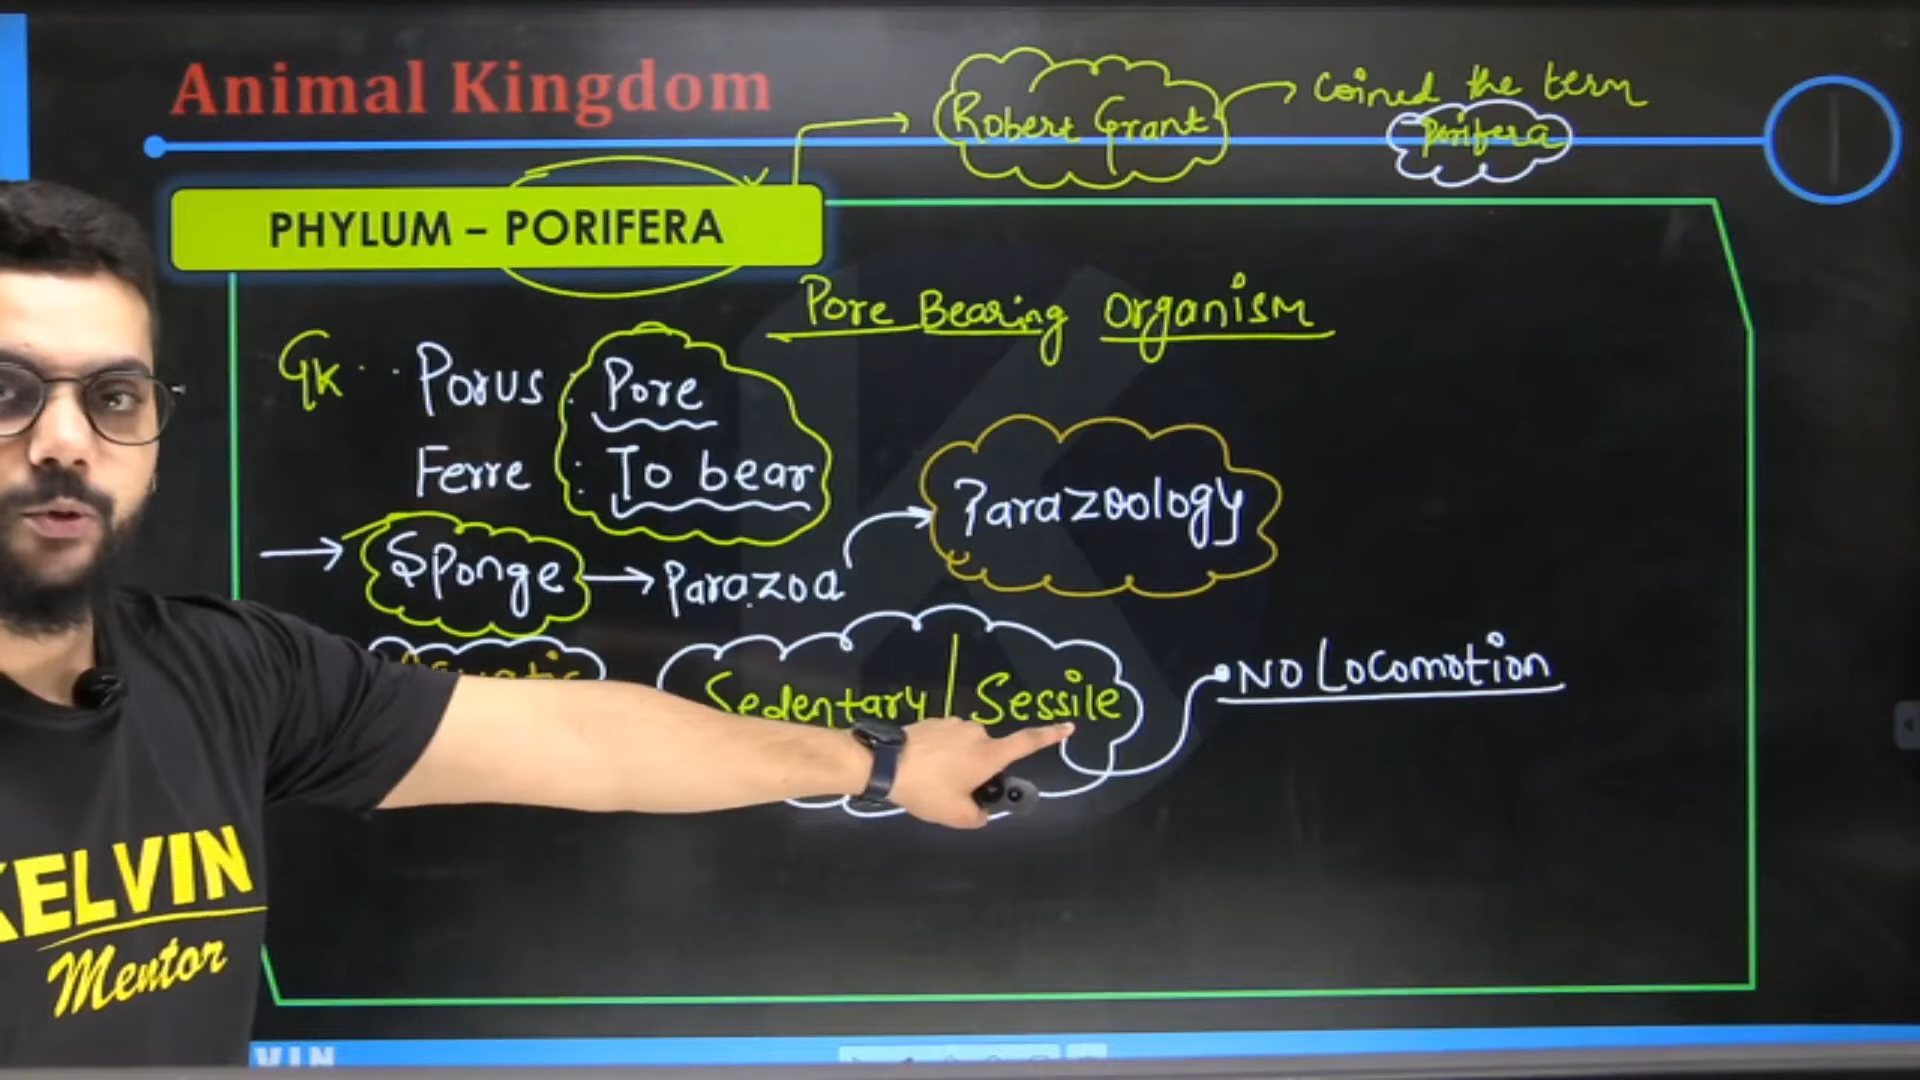 Animal Kingdom
Robert Grant
Coined the term
Porifera
PHYLUM – PORIFERA
Pore Bearing Organism
Gk
Porus : Pore
Ferre : To bear
Parazoology
Sponge → Parazoa
Aquatic
Sedentary / Sessile
NO Locomotion
KELVIN
Mentor